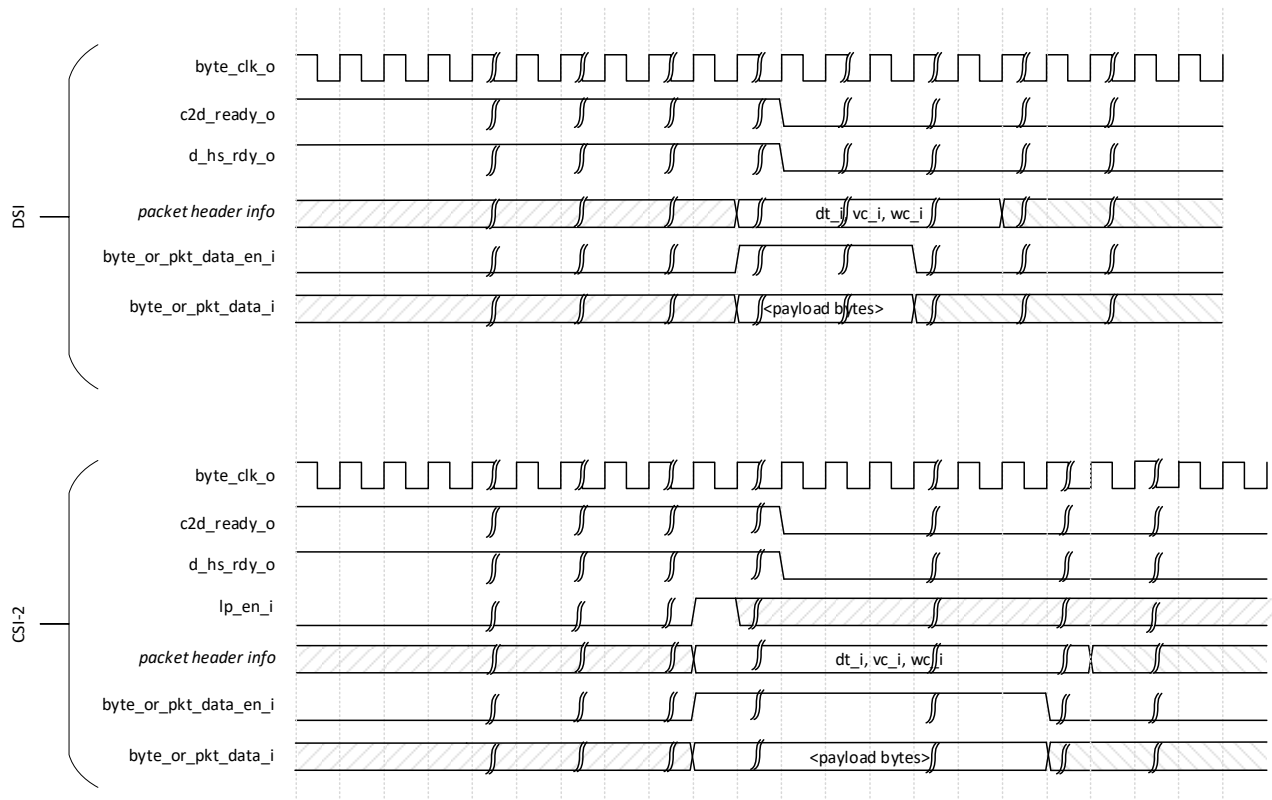 DSI
byte_clk_o
c2d_ready_o
d_hs_rdy_o
packet header info
dt_i, vc_i, wc_i
byte_or_pkt_data_en_i
byte_or_pkt_data_i
<payload bytes>
CSI-2
byte_clk_o
c2d_ready_o
d_hs_rdy_o
lp_en_i
packet header info
dt_i, vc_i, wc_i
byte_or_pkt_data_en_i
byte_or_pkt_data_i
<payload bytes>